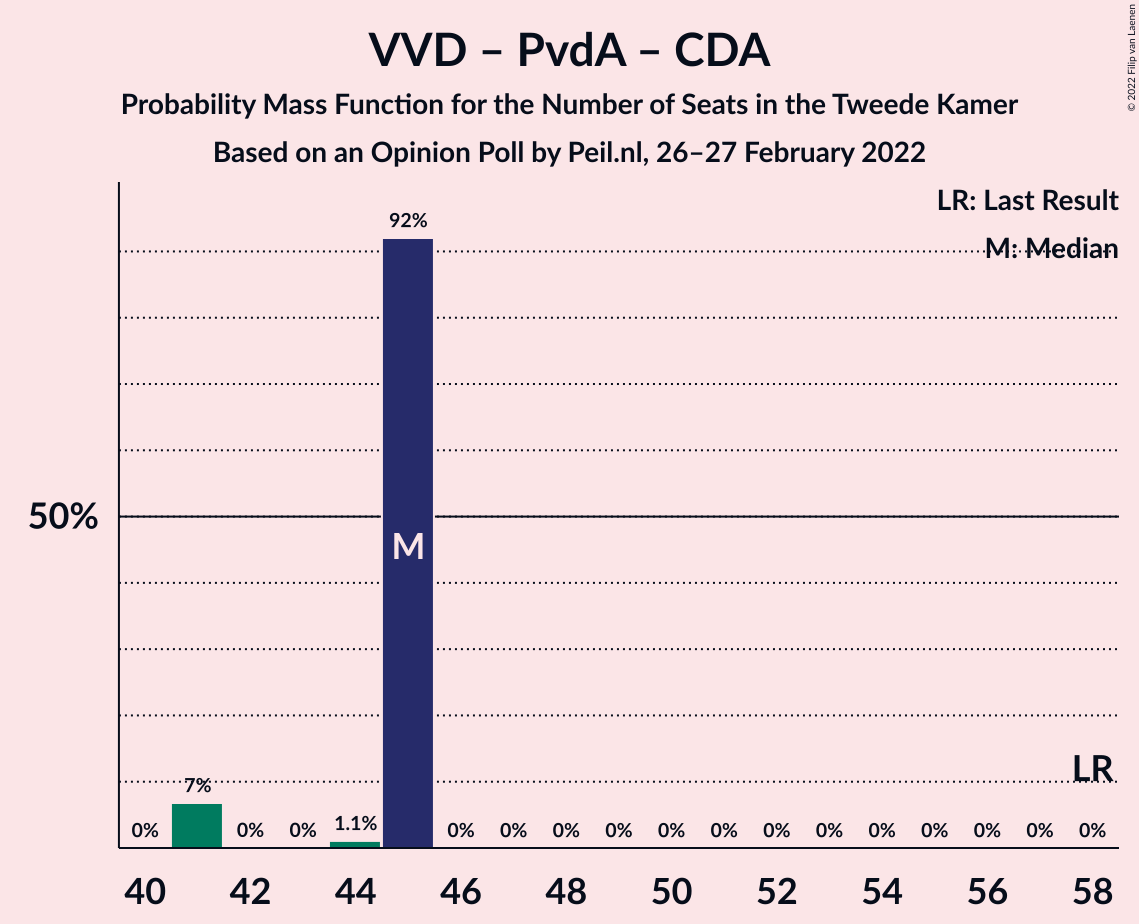 VVD – PvdA – CDA
Probability Mass Function for the Number of Seats in the Tweede Kamer
Based on an Opinion Poll by Peil.nl, 26–27 February 2022
© 2022 Filip van Laenen
LR: Last Result
M: Median
92%
50%
M
LR
7%
1.1%
0% 0% 0% 0% 0% 0% 0% 0% 0% 0% 0% 0% 0% 0% 0% 0%
40 42 44 46 48 50 52 54 56 58